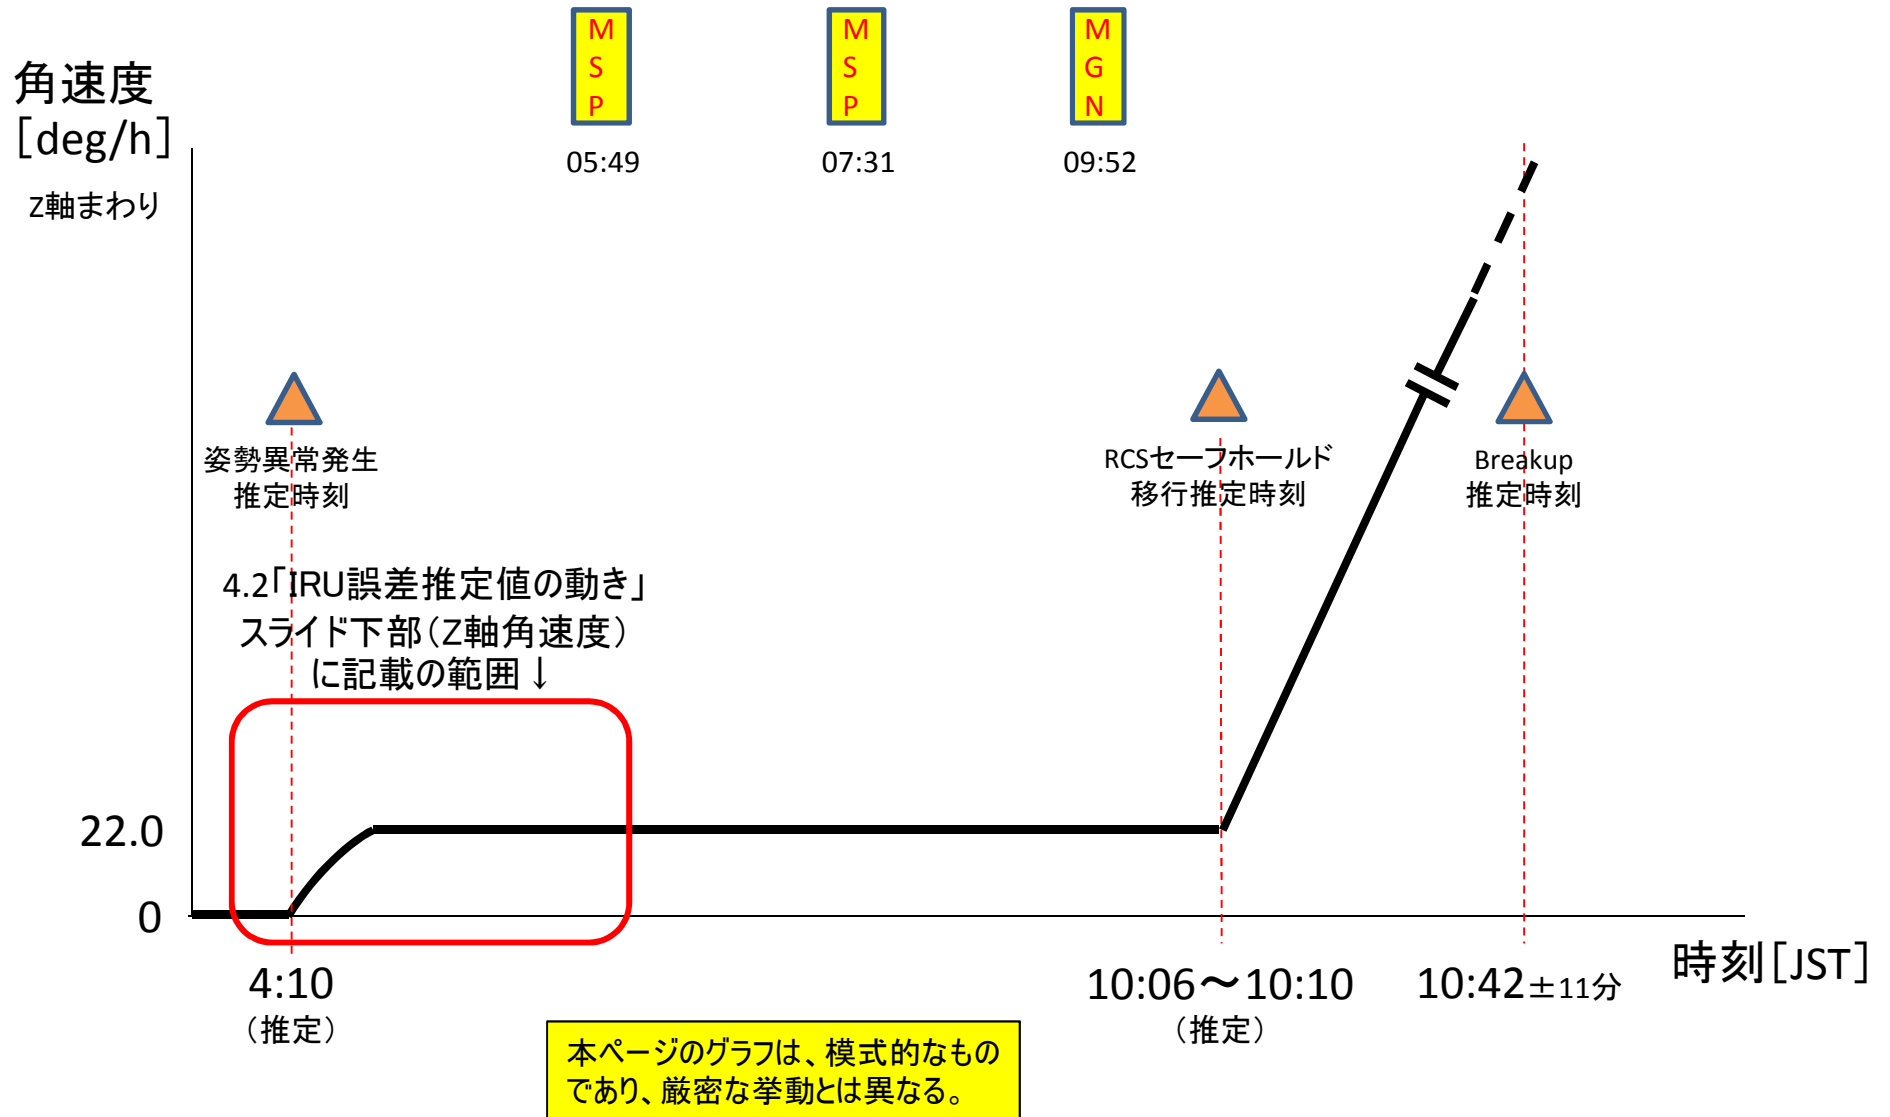 M
S
P
M
S
P
M
G
N
05:49
07:31
09:52
角速度
[deg/h]
Z軸まわり
姿勢異常発生
推定時刻
RCSセーフホールド
移行推定時刻
Breakup
推定時刻
4.2「IRU誤差推定値の動き」
スライド下部(Z軸角速度)
に記載の範囲↓
22.0
0
4:10
(推定)
10:06～10:10
(推定)
10:42±11分
時刻[JST]
本ページのグラフは、模式的なもの
であり、厳密な挙動とは異なる。